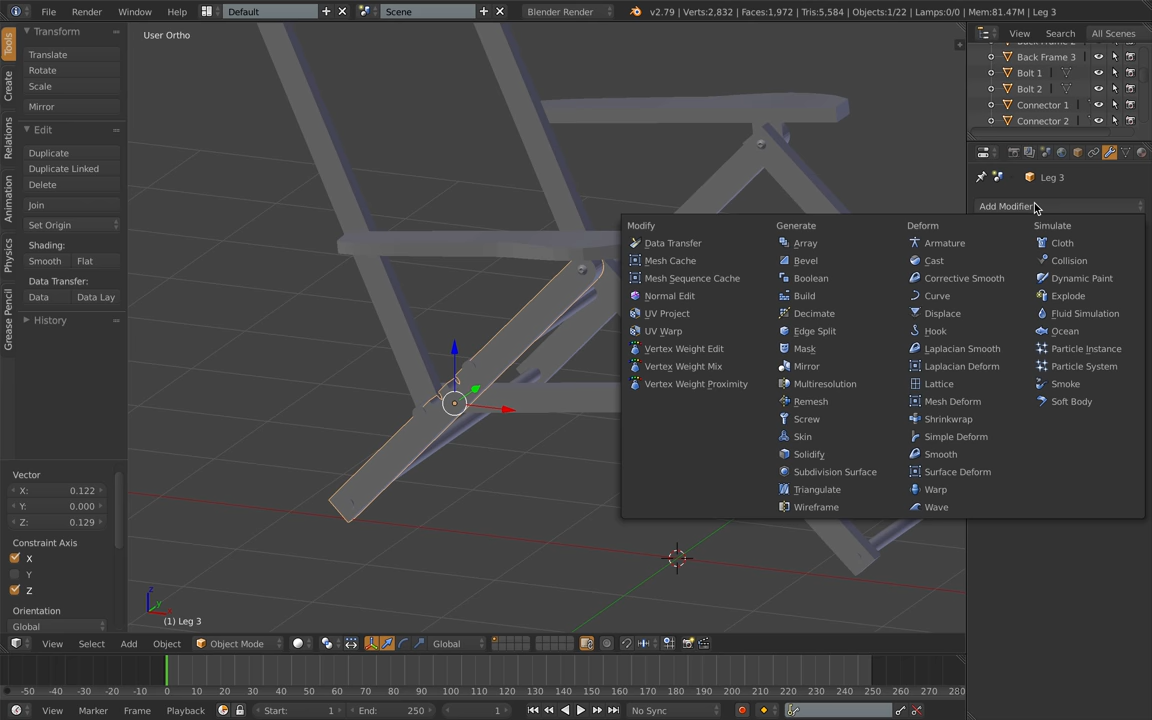 File Render Window Help Default Scene Blender Render v2.79 | Verts:2,832 | Faces:1,972 | Tris:5,584 | Objects:1/22 | Lamps:0/0 | Mem:81.47M | Leg 3
Tools
Create
Relations
Animation
Physics
Grease Pencil
Transform
Translate
Rotate
Scale
Mirror
Edit
Duplicate
Duplicate Linked
Delete
Join
Set Origin
Shading:
Smooth Flat
Data Transfer:
Data Data Lay
History
Vector
X: 0.122
Y: 0.000
Z: 0.129
Constraint Axis
X
Y
Z
Orientation
Global
User Ortho
(1) Leg 3
View Search All Scenes
Back Frame 3
Bolt 1
Bolt 2
Connector 1
Connector 2
Leg 3
Add Modifier
Modify
Data Transfer
Mesh Cache
Mesh Sequence Cache
Normal Edit
UV Project
UV Warp
Vertex Weight Edit
Vertex Weight Mix
Vertex Weight Proximity
Generate
Array
Bevel
Boolean
Build
Decimate
Edge Split
Mask
Mirror
Multiresolution
Remesh
Screw
Skin
Solidify
Subdivision Surface
Triangulate
Wireframe
Deform
Armature
Cast
Corrective Smooth
Curve
Displace
Hook
Laplacian Smooth
Laplacian Deform
Lattice
Mesh Deform
Shrinkwrap
Simple Deform
Smooth
Surface Deform
Warp
Wave
Simulate
Cloth
Collision
Dynamic Paint
Explode
Fluid Simulation
Ocean
Particle Instance
Particle System
Smoke
Soft Body
View Select Add Object Object Mode Global
-50 -40 -30 -20 -10 0 10 20 30 40 50 60 70 80 90 100 110 120 130 140 150 160 170 180 190 200 210 220 230 240 250 260 270 280
View Marker Frame Playback Start: 1 End: 250 1 No Sync